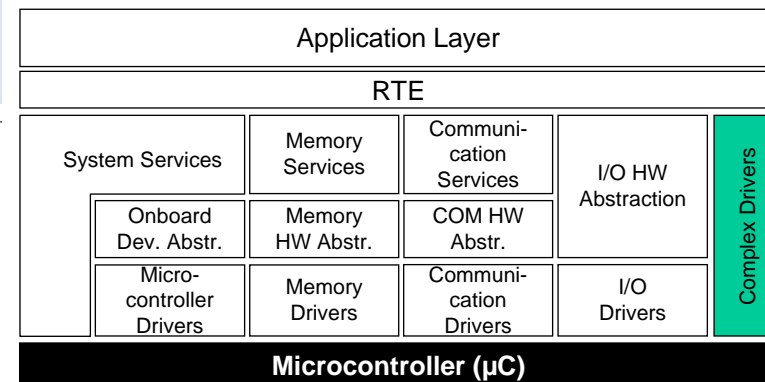 Application Layer
RTE
System Services
Memory
Services
Communi-
cation
Services
I/O HW
Abstraction
Complex Drivers
Onboard
Dev. Abstr.
Memory
HW Abstr.
COM HW
Abstr.
Micro-
controller
Drivers
Memory
Drivers
Communi-
cation
Drivers
I/O
Drivers
Microcontroller (µC)